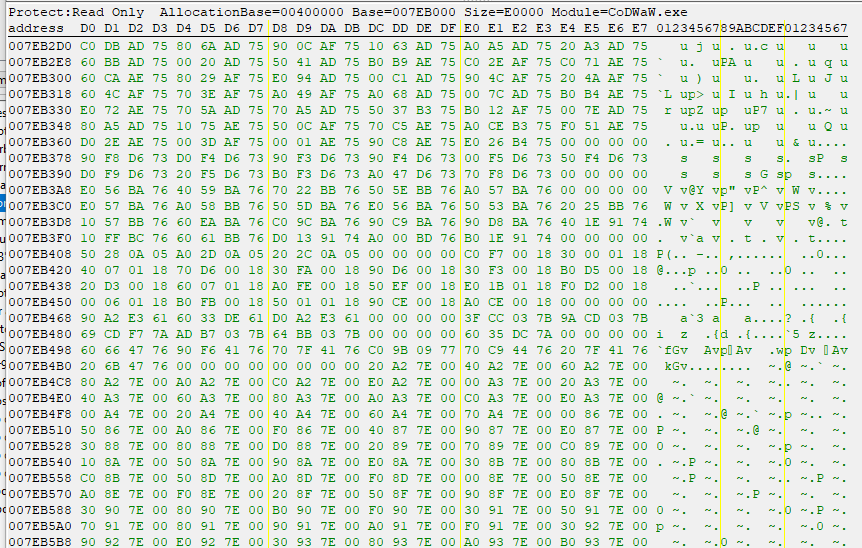 Protect:Read Only AllocationBase=00400000 Base=007EB000 Size=E0000 Module=CoDWaW.exe
address D0 D1 D2 D3 D4 D5 D6 D7 D8 D9 DA DB DC DD DE DF E0 E1 E2 E3 E4 E5 E6 E7 0123456789ABCDEF01234567
007EB2D0 C0 DB AD 75 80 6A AD 75 90 0C AF 75 10 63 AD 75 A0 A5 AD 75 20 A3 AD 75 u j u . u.c u u u
007EB2E8 60 BB AD 75 00 20 AD 75 50 41 AD 75 B0 B9 AE 75 C0 2E AF 75 C0 71 AE 75 ` u. uPA u u . u q u
007EB300 60 CA AE 75 80 29 AF 75 E0 94 AD 75 00 C1 AD 75 90 4C AF 75 20 4A AF 75 ` u ) u u. u L u J u
007EB318 60 4C AF 75 70 3E AF 75 A0 49 AF 75 A0 68 AD 75 00 7C AD 75 B0 B4 AE 75 `L up> u I u h u.| u u
007EB330 E0 72 AE 75 70 5A AD 75 70 A5 AD 75 50 37 B3 75 B0 12 AF 75 00 7E AD 75 r upZ up uP7 u . u.~ u
007EB348 80 A5 AD 75 10 75 AE 75 50 0C AF 75 70 C5 AE 75 A0 CE B3 75 F0 51 AE 75 u.u uP. up u u Q u
007EB360 D0 2E AE 75 00 3D AF 75 00 01 AE 75 90 C8 AE 75 E0 26 B4 75 00 00 00 00 . u.= u.. u u & u....
007EB378 90 F8 D6 73 D0 F4 D6 73 90 F3 D6 73 90 F4 D6 73 00 F5 D6 73 50 F4 D6 73 s s s s. sP s
007EB390 D0 F9 D6 73 20 F5 D6 73 B0 F3 D6 73 A0 47 D6 73 70 F8 D6 73 00 00 00 00 s s s G sp s....
007EB3A8 E0 56 BA 76 40 59 BA 76 70 22 BB 76 50 5E BB 76 A0 57 BA 76 00 00 00 00 V v@Y vp" vP^ v W v....
007EB3C0 E0 57 BA 76 A0 58 BB 76 50 5D BA 76 E0 56 BA 76 50 53 BA 76 20 25 BB 76 W v X vP] v V vPS v % v
007EB3D8 10 57 BB 76 60 EA BA 76 C0 9C BA 76 90 C9 BA 76 90 D8 BA 76 40 1E 91 74 .W v` v v v v@. t
007EB3F0 10 FF BC 76 60 61 BB 76 D0 13 91 74 A0 00 BD 76 B0 1E 91 74 00 00 00 00 . v`a v . t . v . t....
007EB408 50 28 0A 05 A0 2D 0A 05 20 2C 0A 05 00 00 00 00 C0 F7 00 18 30 00 01 18 P(.. -.. ,...... ..0...
007EB420 40 07 01 18 70 D6 00 18 30 FA 00 18 90 D6 00 18 30 F3 00 18 B0 D5 00 18 @...p ..0 .. ..0 .. ..
007EB438 20 D3 00 18 60 07 01 18 A0 FE 00 18 50 EF 00 18 E0 1B 01 18 F0 D2 00 18 ..`... ..P .. ... ..
007EB450 00 06 01 18 B0 FB 00 18 50 01 01 18 90 CE 00 18 A0 CE 00 18 00 00 00 00 .... ..P... .. ......
007EB468 90 A2 E3 61 60 33 DE 61 D0 A2 E3 61 00 00 00 00 3F CC 03 7B 9A CD 03 7B a`3 a a....? .{ .{
007EB480 69 CD F7 7A AD B7 03 7B 64 BB 03 7B 00 00 00 00 60 35 DC 7A 00 00 00 00 i z .{d .{....`5 z....
007EB498 60 66 47 76 90 F6 41 76 70 7F 41 76 C0 9B 09 77 70 C9 44 76 20 7F 41 76 `fGv Avp▯Av .wp Dv ▯Av
007EB4B0 20 6B 47 76 00 00 00 00 00 00 00 00 20 A2 7E 00 40 A2 7E 00 60 A2 7E 00 kGv........ ~.@ ~.` ~.
007EB4C8 80 A2 7E 00 A0 A2 7E 00 C0 A2 7E 00 E0 A2 7E 00 00 A3 7E 00 20 A3 7E 00 ~. ~. ~. ~.. ~. ~.
007EB4E0 40 A3 7E 00 60 A3 7E 00 80 A3 7E 00 A0 A3 7E 00 C0 A3 7E 00 E0 A3 7E 00 @ ~.` ~. ~. ~. ~. ~.
007EB4F8 00 A4 7E 00 20 A4 7E 00 40 A4 7E 00 60 A4 7E 00 70 A4 7E 00 00 86 7E 00 . ~. ~.@ ~.` ~.p ~.. ~.
007EB510 50 86 7E 00 A0 86 7E 00 F0 86 7E 00 40 87 7E 00 90 87 7E 00 E0 87 7E 00 P ~. ~. ~.@ ~. ~. ~.
007EB528 30 88 7E 00 80 88 7E 00 D0 88 7E 00 20 89 7E 00 70 89 7E 00 C0 89 7E 00 0 ~. ~. ~. ~.p ~. ~.
007EB540 10 8A 7E 00 50 8A 7E 00 90 8A 7E 00 E0 8A 7E 00 30 8B 7E 00 80 8B 7E 00 . ~.P ~. ~. ~.0 ~. ~.
007EB558 C0 8B 7E 00 50 8D 7E 00 A0 8D 7E 00 F0 8D 7E 00 00 8E 7E 00 50 8E 7E 00 ~.P ~. ~. ~.. ~.P ~.
007EB570 A0 8E 7E 00 F0 8E 7E 00 20 8F 7E 00 50 8F 7E 00 90 8F 7E 00 E0 8F 7E 00 ~. ~. ~.P ~. ~. ~.
007EB588 30 90 7E 00 80 90 7E 00 B0 90 7E 00 F0 90 7E 00 30 91 7E 00 50 91 7E 00 0 ~. ~. ~. ~.0 ~.P ~.
007EB5A0 70 91 7E 00 80 91 7E 00 90 91 7E 00 A0 91 7E 00 F0 91 7E 00 30 92 7E 00 p ~. ~. ~. ~. ~.0 ~.
007EB5B8 90 92 7E 00 E0 92 7E 00 30 93 7E 00 80 93 7E 00 A0 93 7E 00 B0 93 7E 00 ~. ~.0 ~. ~. ~. ~.